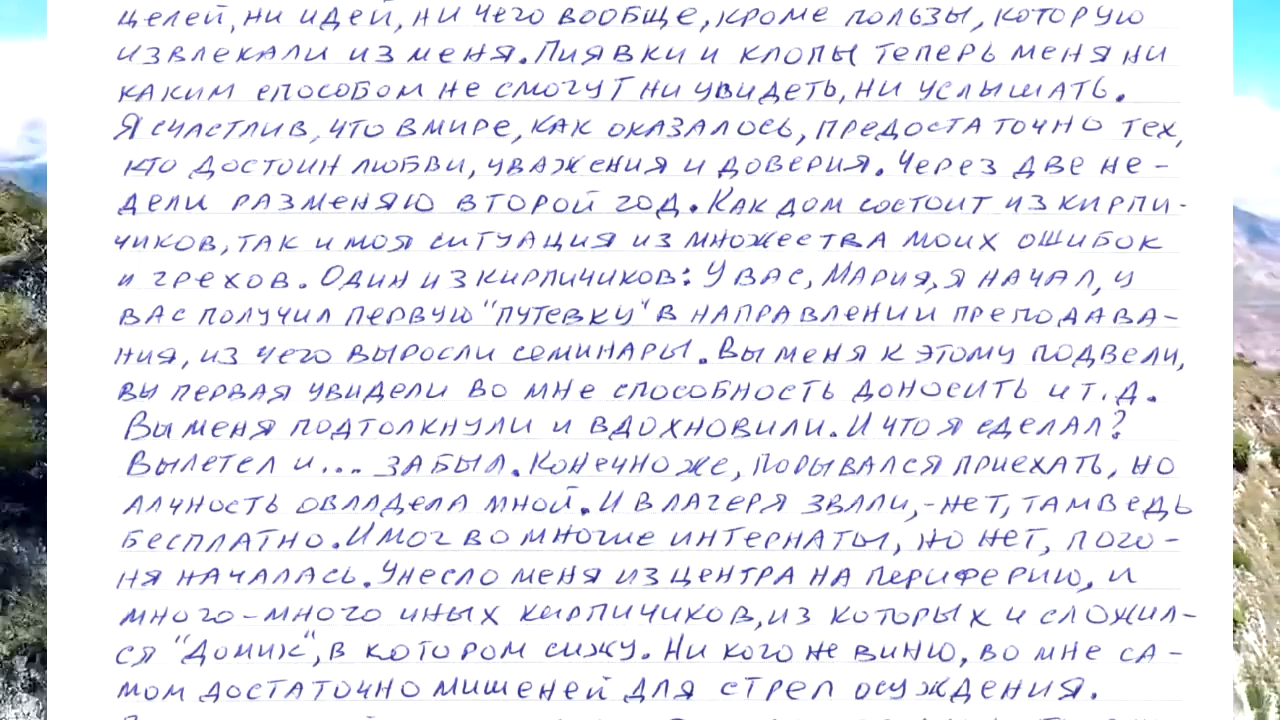 целей, ни идей, ни чего вообще, кроме пользы, которую
извлекали из меня. Пиявки и клопы теперь меня ни
каким способом не смогут ни увидеть, ни услышать.
Я счастлив, что в мире, как оказалось, предостаточно тех,
кто достоин любви, уважения и доверия. Через две не-
дели разменяю второй год. Как дом состоит из кирпи-
чиков, так и моя ситуация из множества моих ошибок
и грехов. Один из кирпичиков: У вас, Мария, я начал, у
вас получил первую "путевку" в направлении преподава-
ния, из чего выросли семинары. Вы меня к этому подвели,
вы первая увидели во мне способность доносить и т.д.
Вы меня подтолкнули и вдохновили. И что я сделал?
Вылетел и... забыл. Конечно же, порывался приехать, но
алчность овладела мной. И в лагеря звали, - нет, там ведь
бесплатно. И мог во многие интернаты, но нет, пого-
ня началась. Унесло меня из центра на периферию, и
много-много иных кирпичиков, из которых и сложил-
ся "Домик", в котором сижу. Ни кого не виню, во мне са-
мом достаточно мишеней для стрел осуждения.